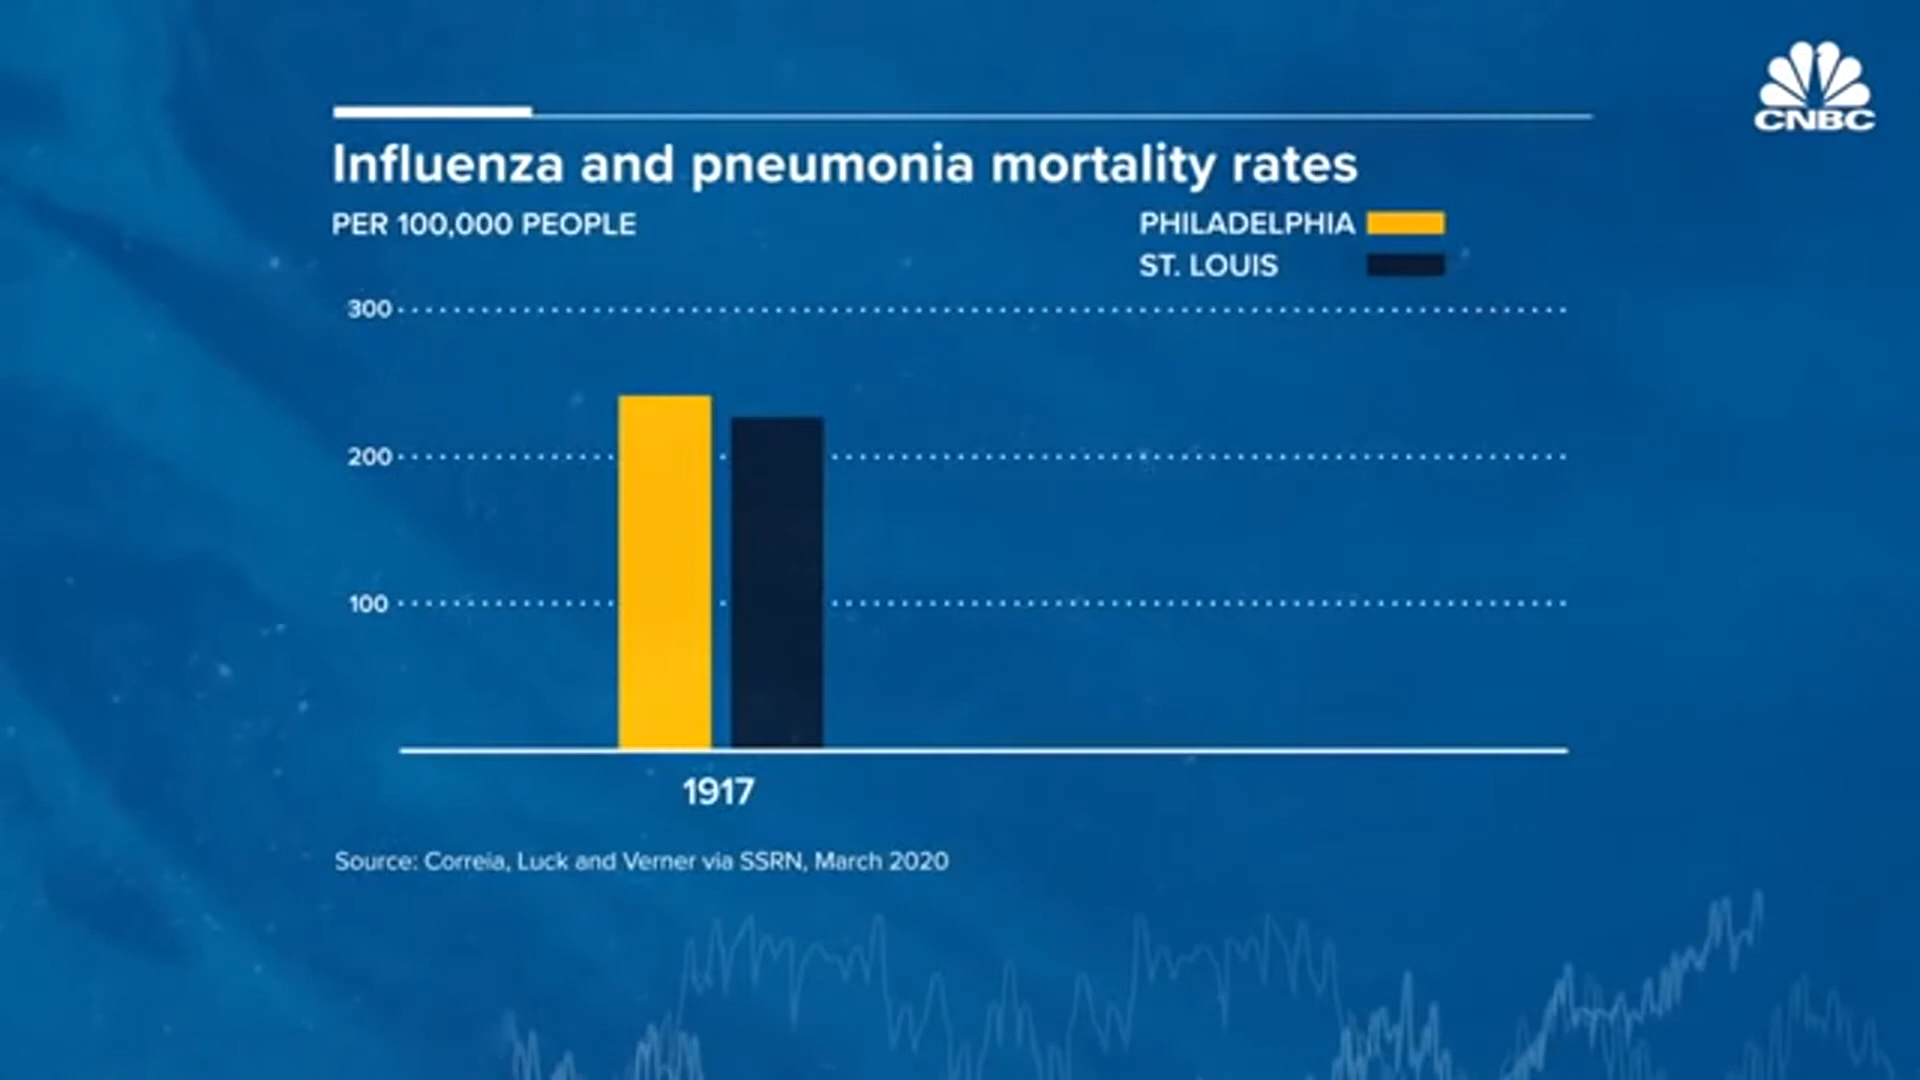 CNBC
Influenza and pneumonia mortality rates
PER 100,000 PEOPLE
PHILADELPHIA
ST. LOUIS
300
200
100
1917
Source: Correia, Luck and Verner via SSRN, March 2020